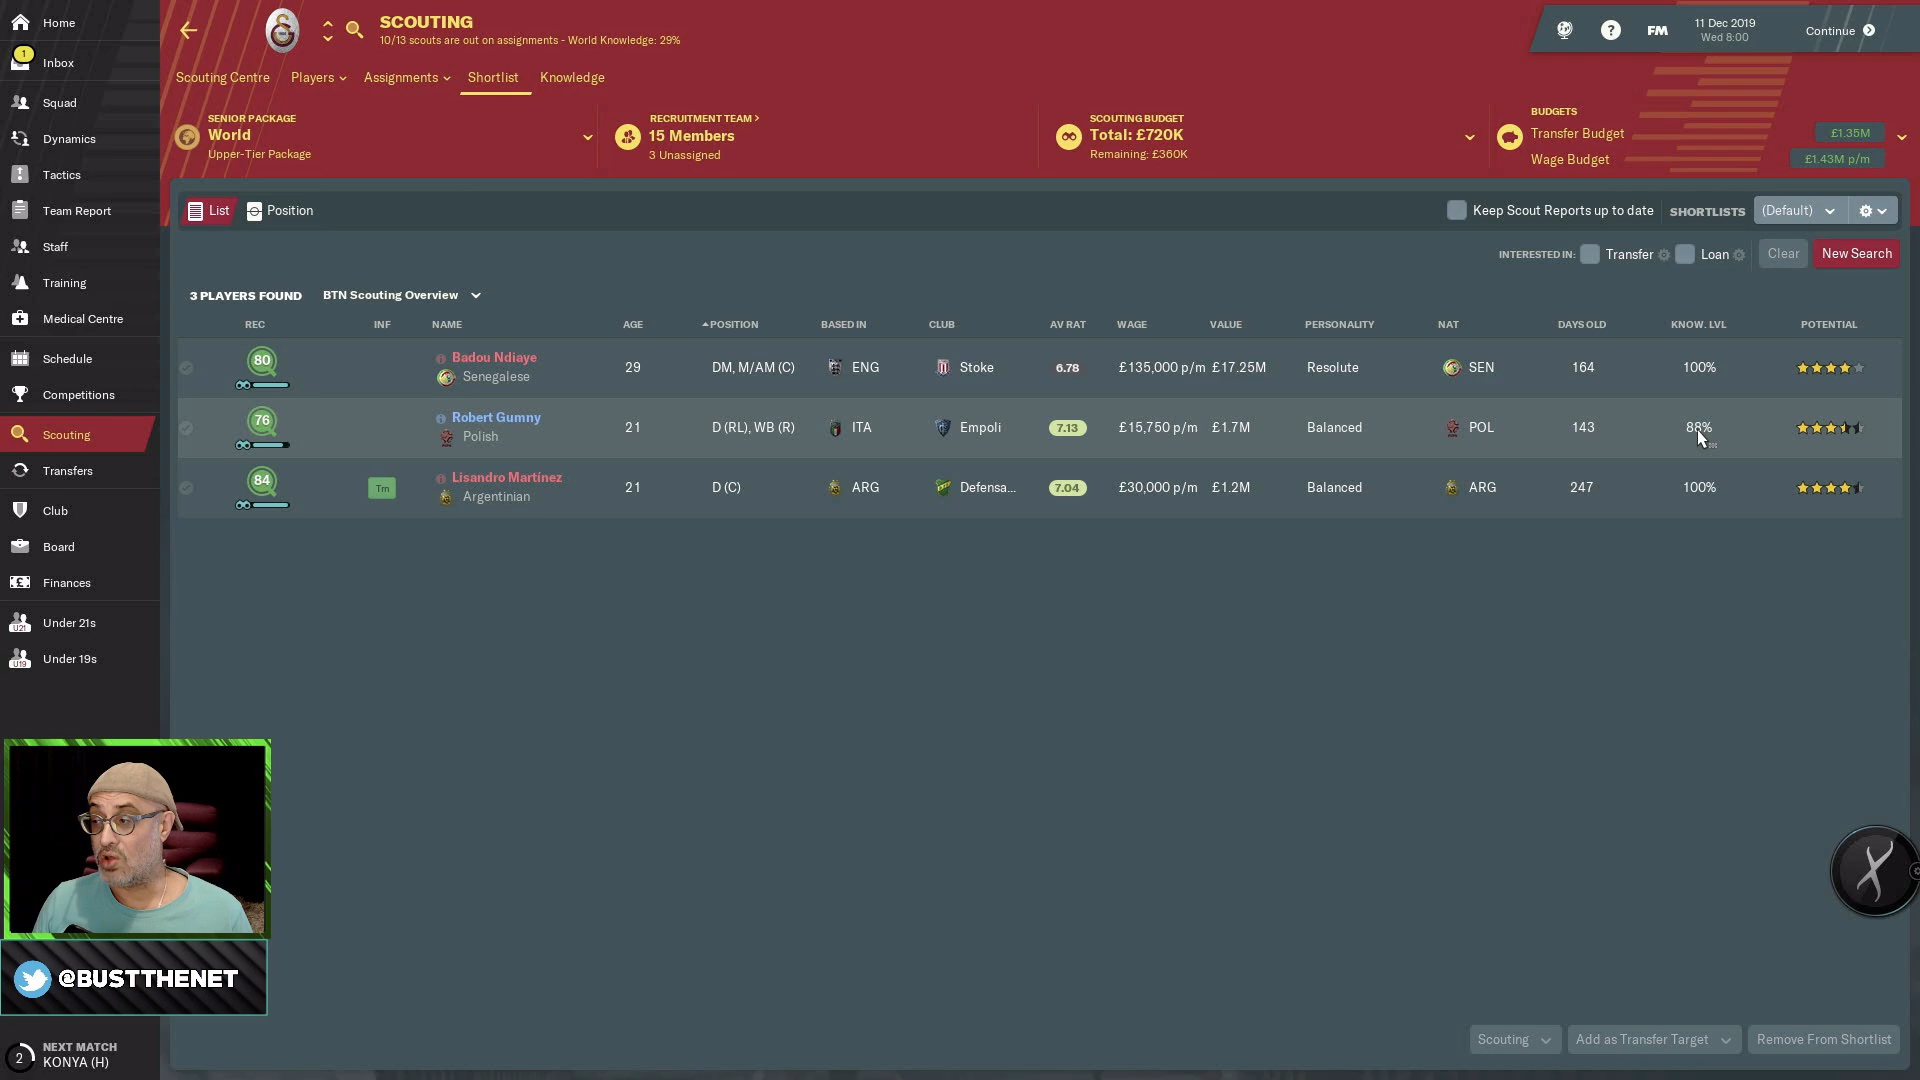 Home
1
Inbox
Squad
Dynamics
Tactics
Team Report
Staff
Training
Medical Centre
Schedule
Competitions
Scouting
Transfers
Club
Board
Finances
U21
Under 21s
U19
Under 19s
2
NEXT MATCH
KONYA (H)
SCOUTING
10/13 scouts are out on assignments - World Knowledge: 29%
FM
11 Dec 2019
Wed 8:00
Continue
Scouting Centre Players Assignments Shortlist Knowledge
SENIOR PACKAGE
World
Upper-Tier Package
RECRUITMENT TEAM >
15 Members
3 Unassigned
SCOUTING BUDGET
Total: £720K
Remaining: £360K
BUDGETS
Transfer Budget £1.35M
Wage Budget £1.43M p/m
List Position
Keep Scout Reports up to date SHORTLISTS (Default)
INTERESTED IN: Transfer Loan Clear New Search
3 PLAYERS FOUND BTN Scouting Overview
REC INF NAME AGE POSITION BASED IN CLUB AV RAT WAGE VALUE PERSONALITY NAT DAYS OLD KNOW. LVL POTENTIAL
80 Badou Ndiaye Senegalese 29 DM, M/AM (C) ENG Stoke 6.78 £135,000 p/m £17.25M Resolute SEN 164 100%
76 Robert Gumny Polish 21 D (RL), WB (R) ITA Empoli 7.13 £15,750 p/m £1.7M Balanced POL 143 88%
84 Trn Lisandro Martínez Argentinian 21 D (C) ARG Defensa... 7.04 £30,000 p/m £1.2M Balanced ARG 247 100%
@BUSTTHENET
Scouting Add as Transfer Target Remove From Shortlist